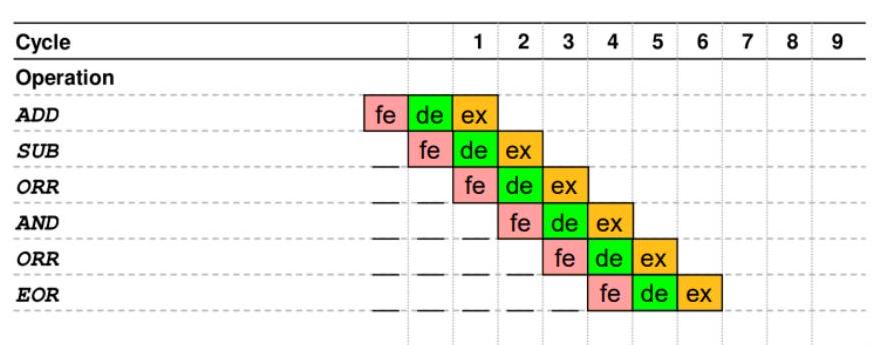 Cycle 1 2 3 4 5 6 7 8 9
Operation
ADD fe de ex
SUB fe de ex
ORR fe de ex
AND fe de ex
ORR fe de ex
EOR fe de ex